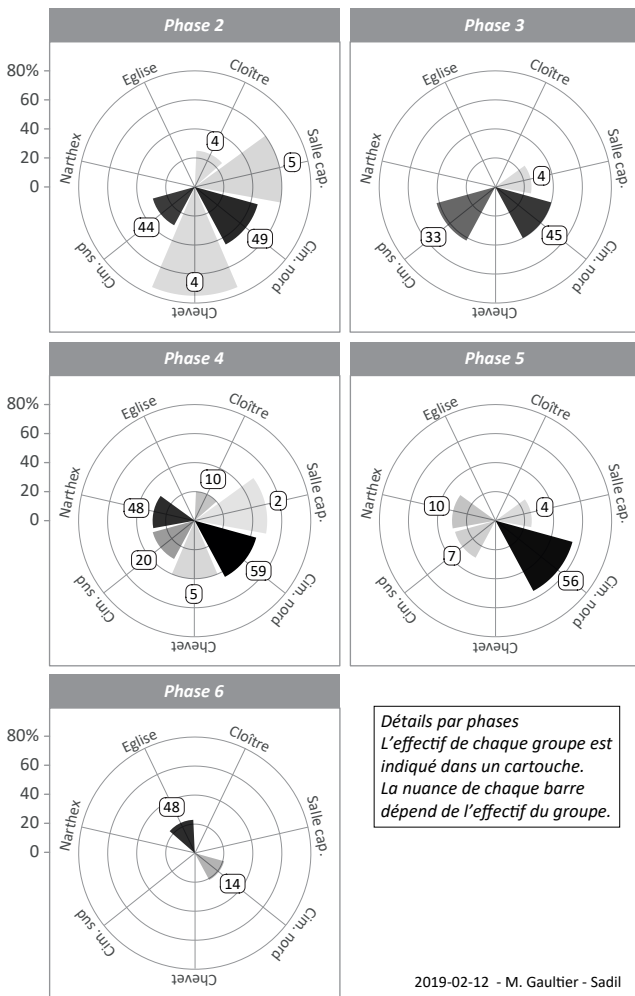 Phase 2
80%
60
40
20
0
Eglise
Cloître
Salle cap.
Cim. nord
Chevet
Cim. sud
Narthex
4
5
49
4
44
Phase 3
Eglise
Cloître
Salle cap.
Cim. nord
Chevet
Cim. sud
Narthex
4
45
33
Phase 4
80%
60
40
20
0
Eglise
Cloître
Salle cap.
Cim. nord
Chevet
Cim. sud
Narthex
10
2
59
5
20
48
Phase 5
Eglise
Cloître
Salle cap.
Cim. nord
Chevet
Cim. sud
Narthex
4
56
7
10
Phase 6
80%
60
40
20
0
Eglise
Cloître
Salle cap.
Cim. nord
Chevet
Cim. sud
Narthex
48
14
Détails par phases
L'effectif de chaque groupe est
indiqué dans un cartouche.
La nuance de chaque barre
dépend de l'effectif du groupe.
2019-02-12 - M. Gaultier - Sadil